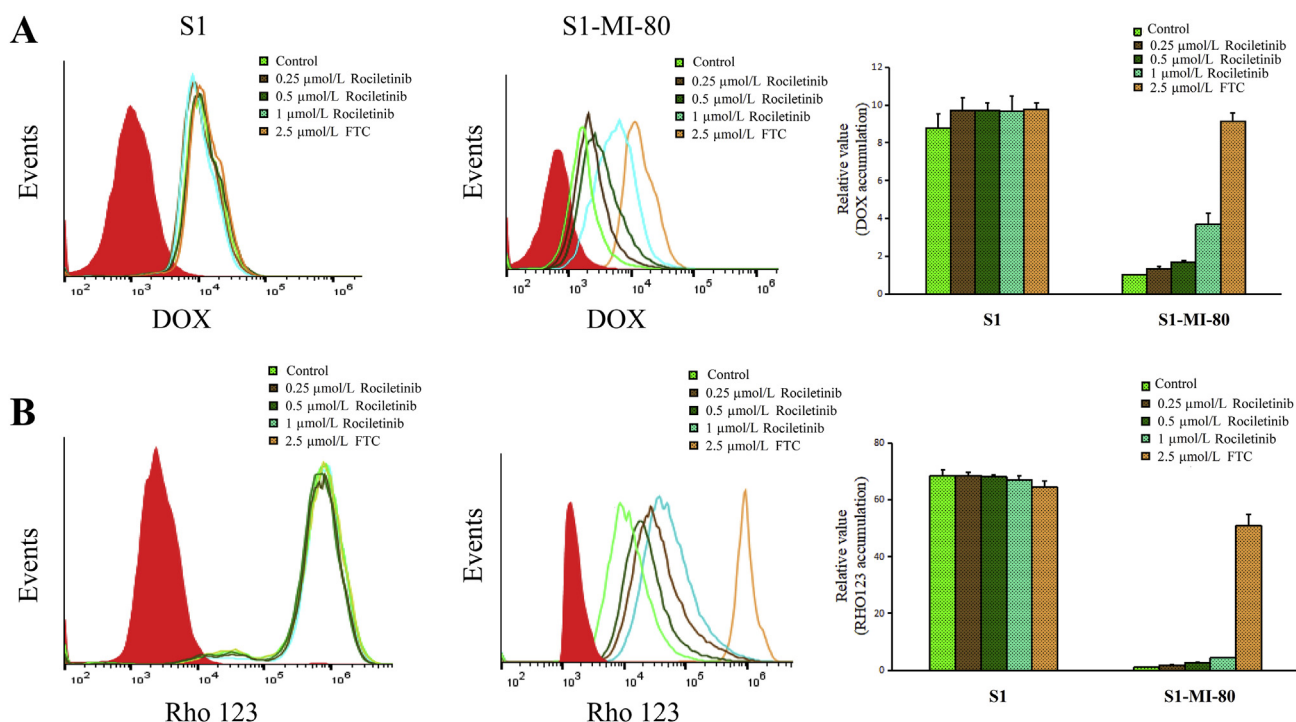 A
S1
Events
Control
0.25 µmol/L Rociletinib
0.5 µmol/L Rociletinib
1 µmol/L Rociletinib
2.5 µmol/L FTC
10² 10³ 10⁴ 10⁵ 10⁶
DOX
S1-MI-80
Events
Control
0.25 µmol/L Rociletinib
0.5 µmol/L Rociletinib
1 µmol/L Rociletinib
2.5 µmol/L FTC
10² 10³ 10⁴ 10⁵ 10⁶
DOX
Control
0.25 µmol/L Rociletinib
0.5 µmol/L Rociletinib
1 µmol/L Rociletinib
2.5 µmol/L FTC
Relative value
(DOX accumulation)
12
10
8
6
4
2
0
S1
S1-MI-80
B
Events
Control
0.25 µmol/L Rociletinib
0.5 µmol/L Rociletinib
1 µmol/L Rociletinib
2.5 µmol/L FTC
10² 10³ 10⁴ 10⁵ 10⁶
Rho 123
Events
Control
0.25 µmol/L Rociletinib
0.5 µmol/L Rociletinib
1 µmol/L Rociletinib
2.5 µmol/L FTC
10² 10³ 10⁴ 10⁵ 10⁶
Rho 123
Control
0.25 µmol/L Rociletinib
0.5 µmol/L Rociletinib
1 µmol/L Rociletinib
2.5 µmol/L FTC
Relative value
(RHO123 accumulation)
80
60
40
20
0
S1
S1-MI-80